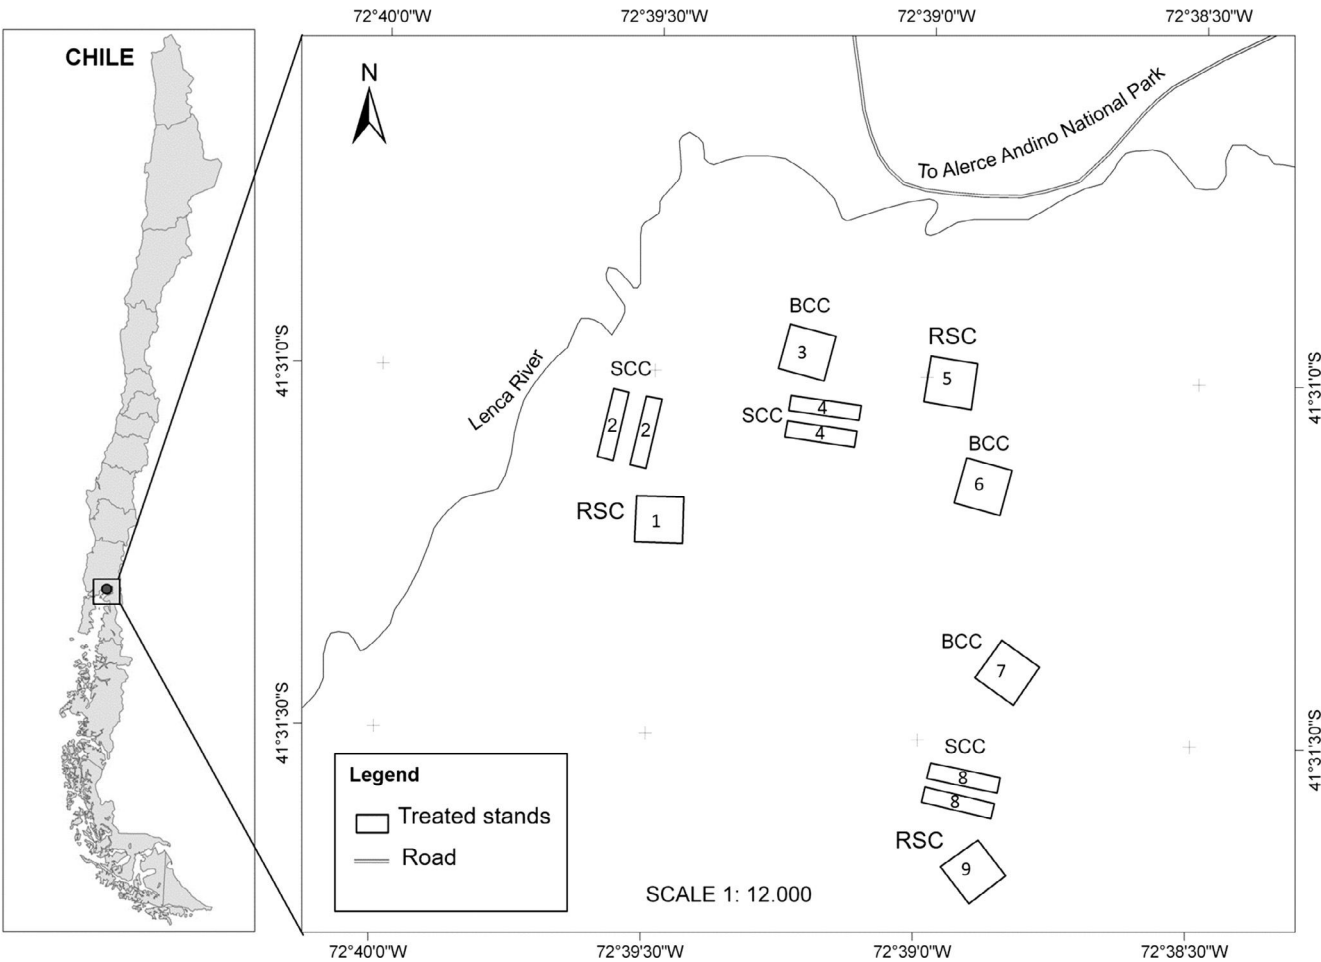 72°40'0"W
72°39'30"W
72°39'0"W
72°38'30"W
CHILE
N
To Alerce Andino National Park
BCC
3
RSC
5
41°31'0"S
41°31'0"S
SCC
2
2
Lenca River
SCC
4
4
BCC
6
RSC
1
BCC
7
41°31'30"S
41°31'30"S
SCC
8
8
Legend
Treated stands
Road
RSC
9
SCALE 1: 12.000
72°40'0"W
72°39'30"W
72°39'0"W
72°38'30"W